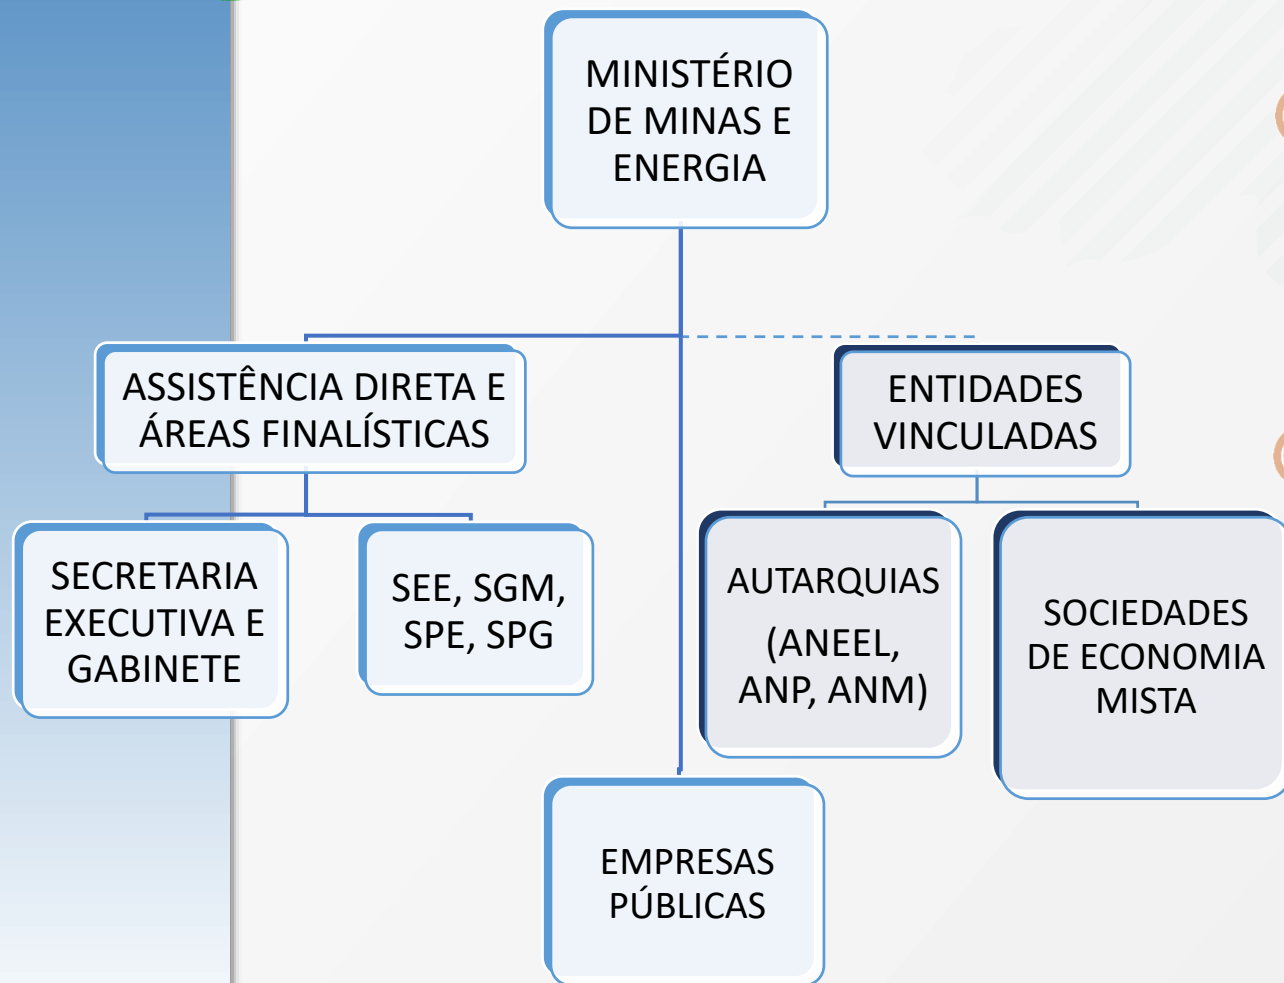 MINISTÉRIO
DE MINAS E
ENERGIA
ASSISTÊNCIA DIRETA E
ÁREAS FINALÍSTICAS
ENTIDADES
VINCULADAS
SECRETARIA
EXECUTIVA E
GABINETE
SEE, SGM,
SPE, SPG
AUTARQUIAS
(ANEEL,
ANP, ANM)
SOCIEDADES
DE ECONOMIA
MISTA
EMPRESAS
PÚBLICAS